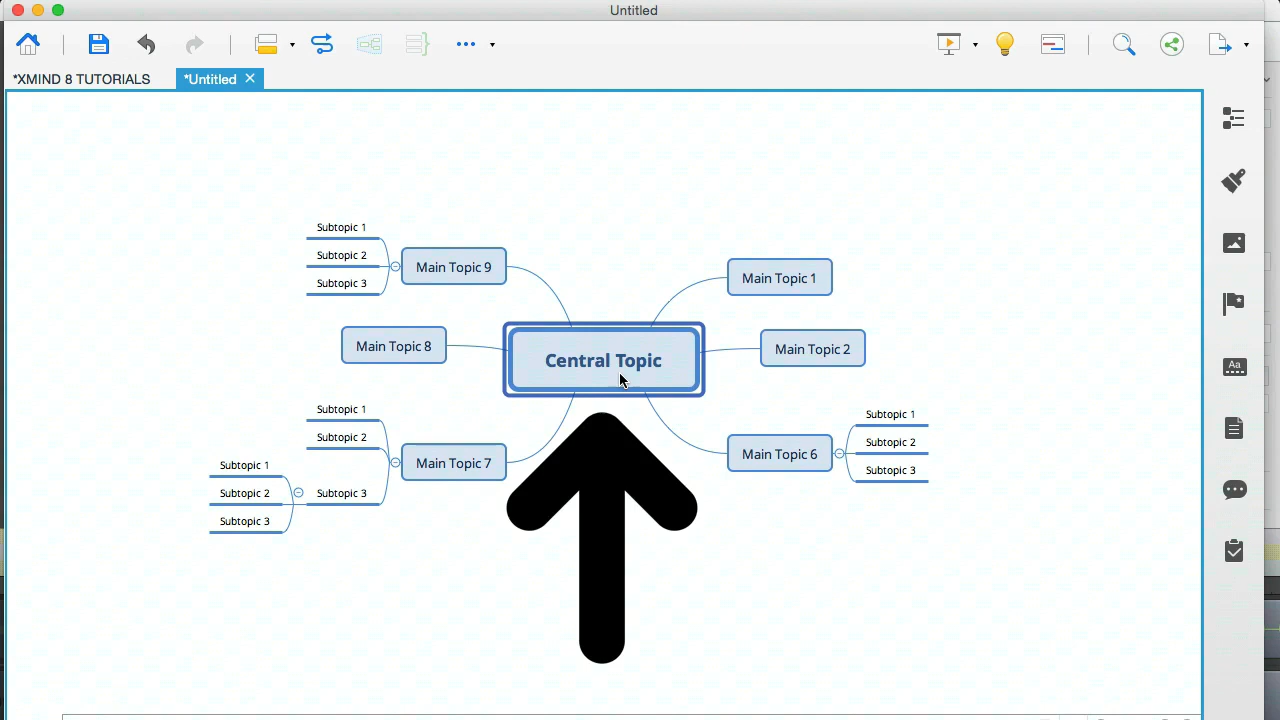 Untitled
*XMIND 8 TUTORIALS
*Untitled
Subtopic 1
Subtopic 2
Subtopic 3
Main Topic 9
Main Topic 8
Subtopic 1
Subtopic 2
Subtopic 3
Main Topic 7
Subtopic 1
Subtopic 2
Subtopic 3
Central Topic
Main Topic 1
Main Topic 2
Main Topic 6
Subtopic 1
Subtopic 2
Subtopic 3
Aa